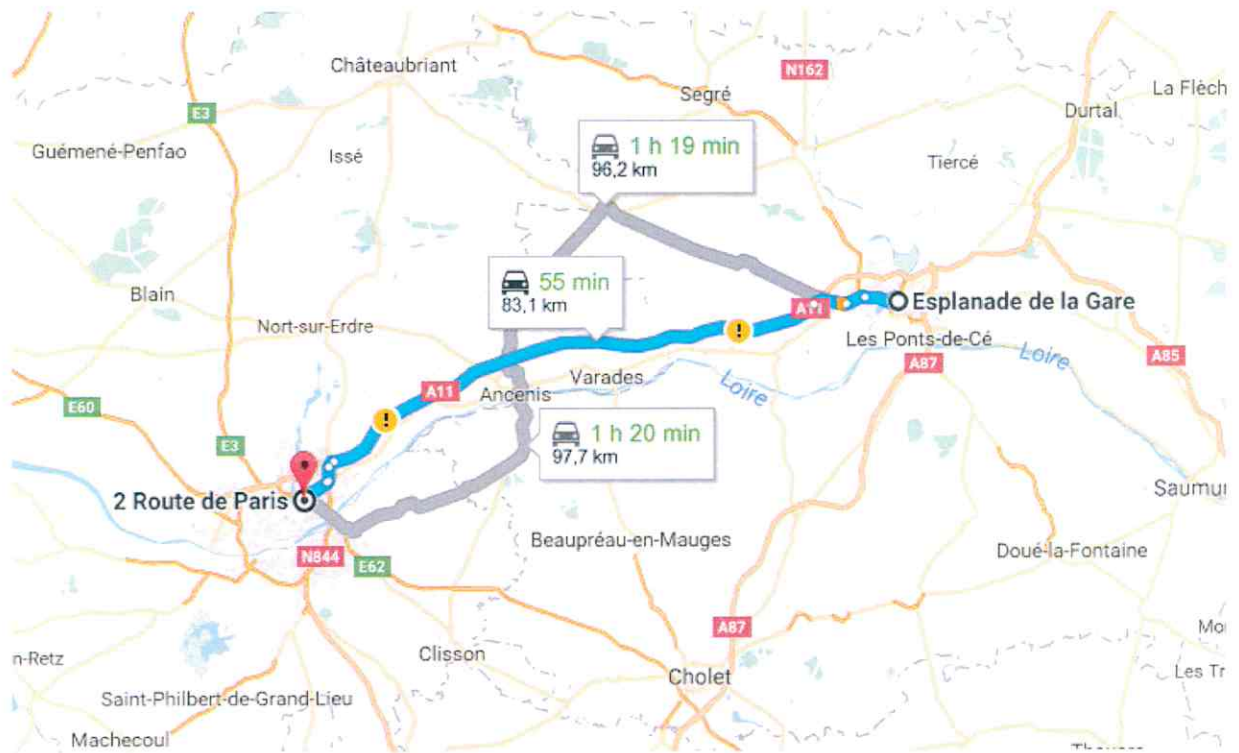 Châteaubriant
N162
Segré
La Flèch
E3
Durtal
Guémené-Penfao
Issé
1 h 19 min
96,2 km
Tiercé
55 min
83,1 km
Blain
A11
Esplanade de la Gare
Nort-sur-Erdre
Les Ponts-de-Cé
Loire
A87
A85
A11
Ancenis
Varades
Loire
E60
E3
1 h 20 min
97,7 km
2 Route de Paris
Saumur
Beaupréau-en-Mauges
Doué-la-Fontaine
N844
E62
A87
Mo
Clisson
n-Retz
Cholet
Les Tr
Saint-Philbert-de-Grand-Lieu
Machecoul